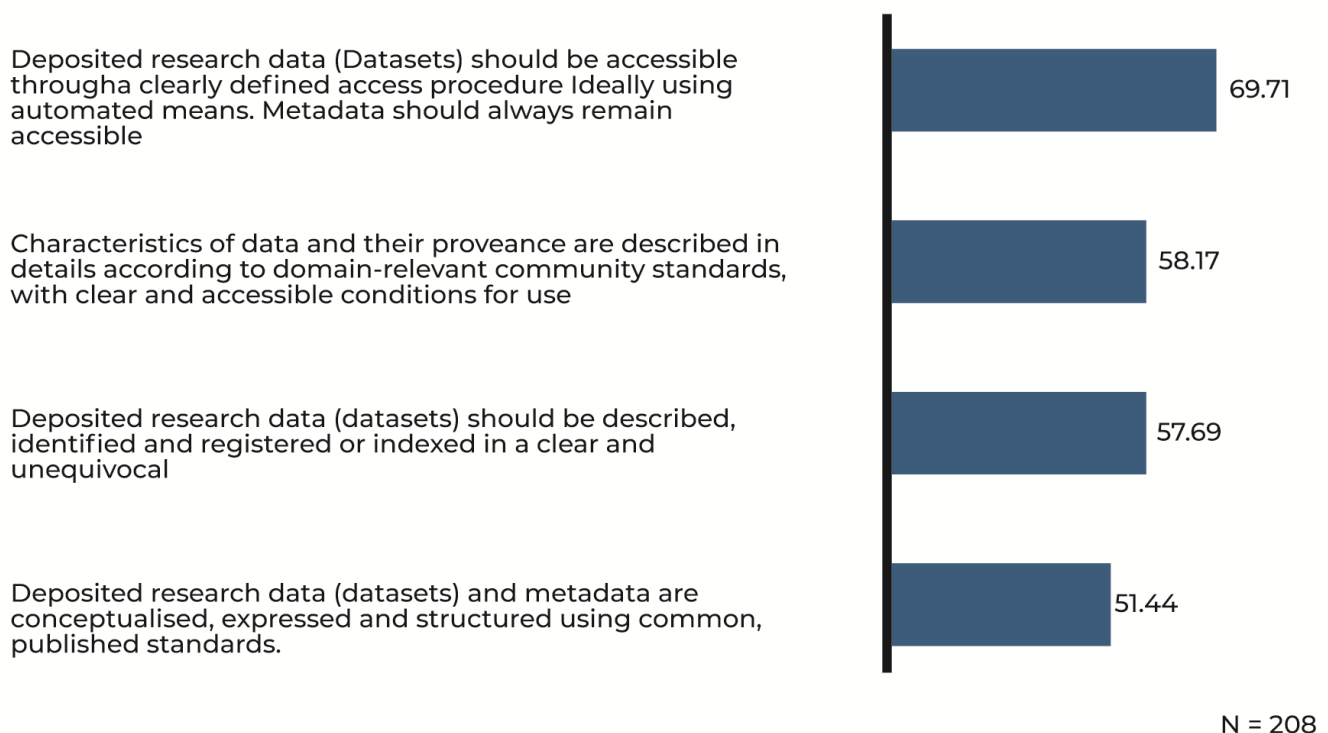 Deposited research data (Datasets) should be accessible
througha clearly defined access procedure Ideally using
automated means. Metadata should always remain
accessible
69.71
Characteristics of data and their proveance are described in
details according to domain-relevant community standards,
with clear and accessible conditions for use
58.17
Deposited research data (datasets) should be described,
identified and registered or indexed in a clear and
unequivocal
57.69
Deposited research data (datasets) and metadata are
conceptualised, expressed and structured using common,
published standards.
51.44
N = 208